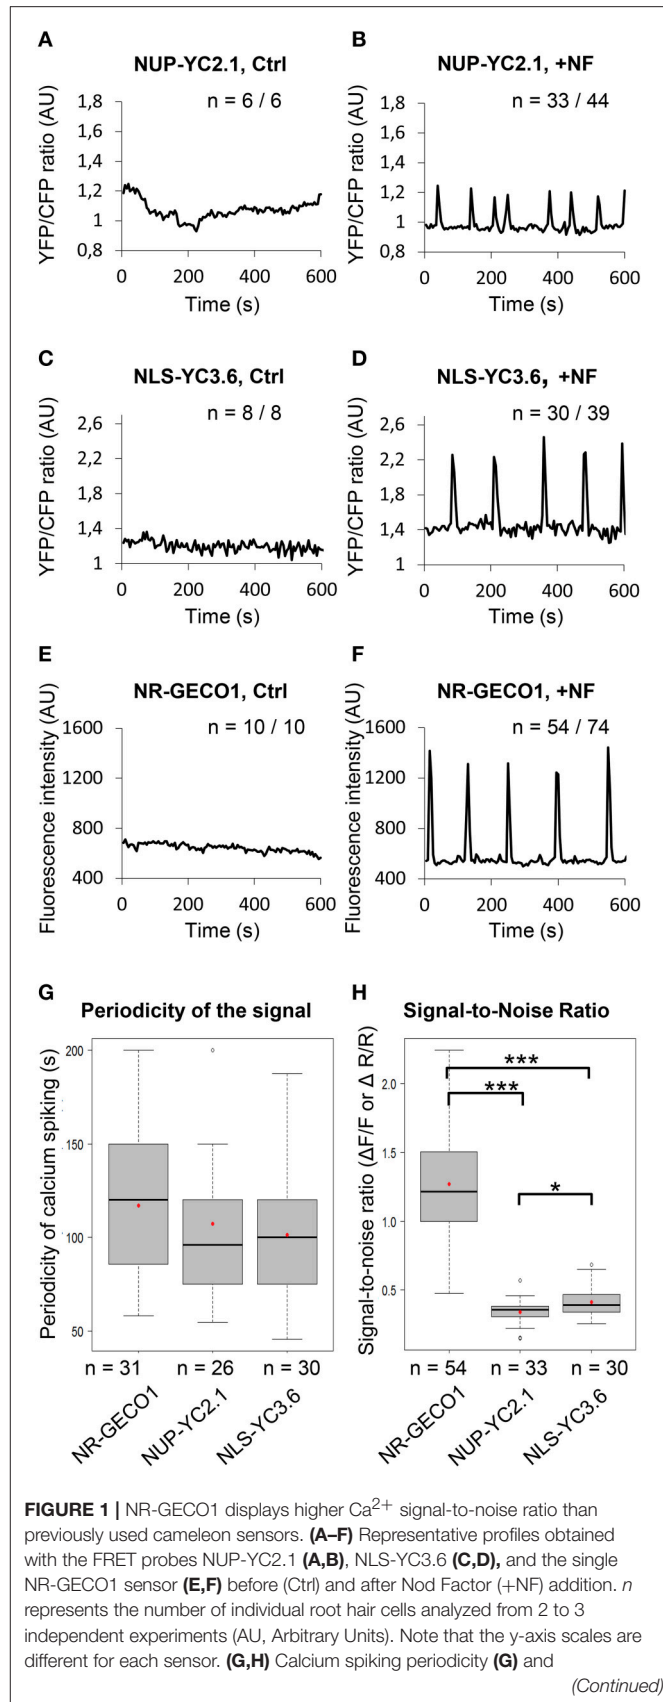 A
NUP-YC2.1, Ctrl
n = 6 / 6
YFP/CFP ratio (AU)
1,8
1,6
1,4
1,2
1
0,8
0 200 400 600
Time (s)
B
NUP-YC2.1, +NF
n = 33 / 44
YFP/CFP ratio (AU)
1,8
1,6
1,4
1,2
1
0,8
0 200 400 600
Time (s)
C
NLS-YC3.6, Ctrl
n = 8 / 8
YFP/CFP ratio (AU)
2,6
2,2
1,8
1,4
1
0 200 400 600
Time (s)
D
NLS-YC3.6, +NF
n = 30 / 39
YFP/CFP ratio (AU)
2,6
2,2
1,8
1,4
1
0 200 400 600
Time (s)
E
NR-GECO1, Ctrl
n = 10 / 10
Fluorescence intensity (AU)
1600
1200
800
400
0 200 400 600
Time (s)
F
NR-GECO1, +NF
n = 54 / 74
Fluorescence intensity (AU)
1600
1200
800
400
0 200 400 600
Time (s)
G
Periodicity of the signal
Periodicity of calcium spiking (s)
200
150
100
50
n = 31 n = 26 n = 30
NR-GECO1
NUP-YC2.1
NLS-YC3.6
H
Signal-to-Noise Ratio
Signal-to-noise ratio (ΔF/F or Δ R/R)
2.0
1.5
1.0
0.5
***
***
*
n = 54 n = 33 n = 30
NR-GECO1
NUP-YC2.1
NLS-YC3.6
FIGURE 1 | NR-GECO1 displays higher Ca2+ signal-to-noise ratio than
previously used cameleon sensors. (A–F) Representative profiles obtained
with the FRET probes NUP-YC2.1 (A,B), NLS-YC3.6 (C,D), and the single
NR-GECO1 sensor (E,F) before (Ctrl) and after Nod Factor (+NF) addition. n
represents the number of individual root hair cells analyzed from 2 to 3
independent experiments (AU, Arbitrary Units). Note that the y-axis scales are
different for each sensor. (G,H) Calcium spiking periodicity (G) and
(Continued)